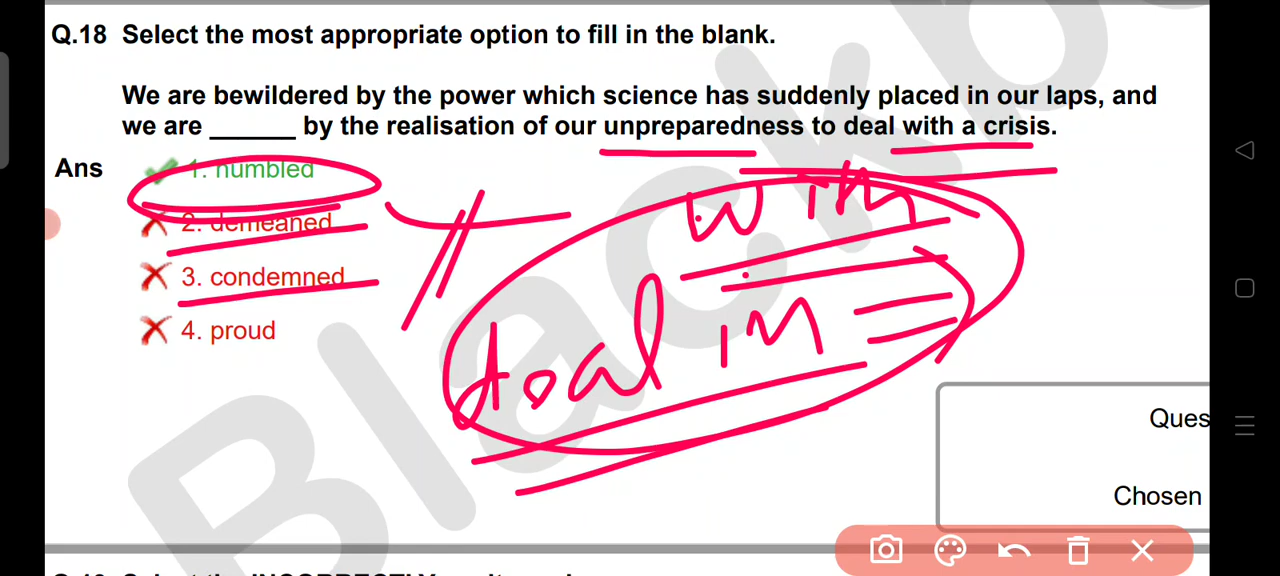 Q.18 Select the most appropriate option to fill in the blank.
We are bewildered by the power which science has suddenly placed in our laps, and
we are ______ by the realisation of our unpreparedness to deal with a crisis.
Ans
1. humbled
2. demeaned
3. condemned
4. proud
with
deal in
Ques
Chosen